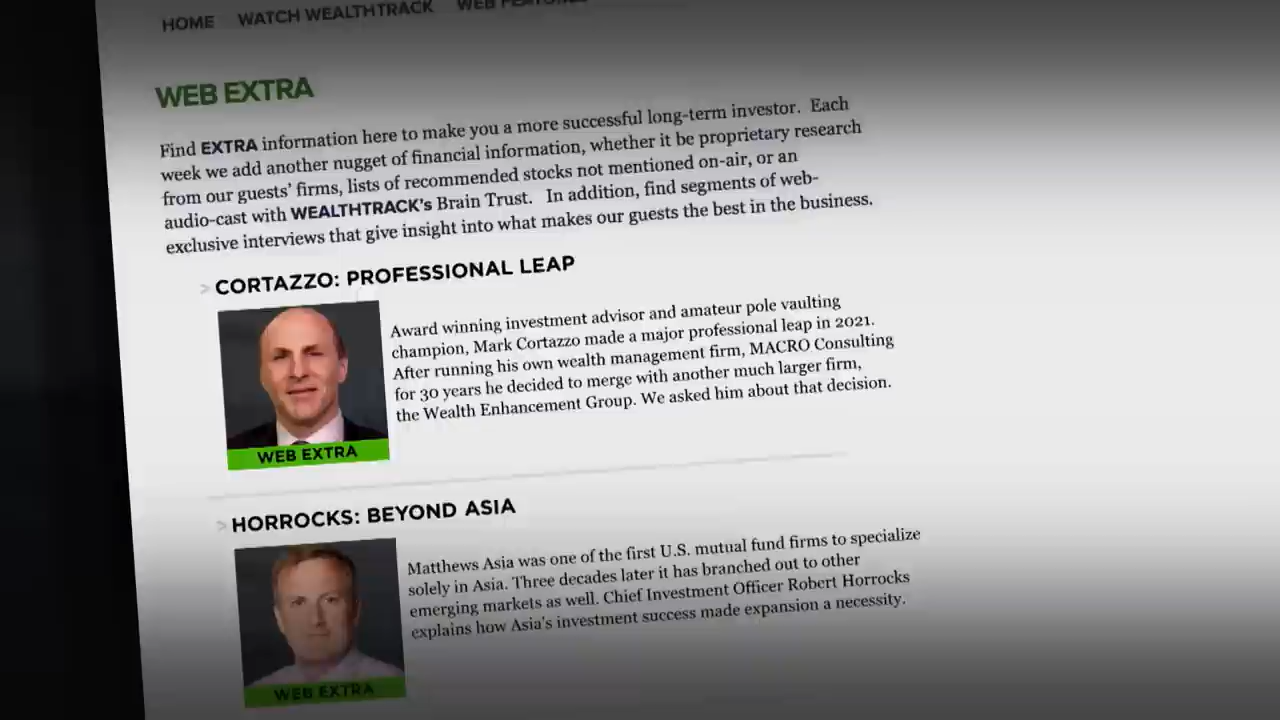 HOME WATCH WEALTHTRACK WEB FEATURES
WEB EXTRA
Find EXTRA information here to make you a more successful long-term investor. Each
week we add another nugget of financial information, whether it be proprietary research
from our guests' firms, lists of recommended stocks not mentioned on-air, or an
audio-cast with WEALTHTRACK's Brain Trust. In addition, find segments of web-
exclusive interviews that give insight into what makes our guests the best in the business.
> CORTAZZO: PROFESSIONAL LEAP
Award winning investment advisor and amateur pole vaulting
champion, Mark Cortazzo made a major professional leap in 2021.
After running his own wealth management firm, MACRO Consulting
for 30 years he decided to merge with another much larger firm,
the Wealth Enhancement Group. We asked him about that decision.
WEB EXTRA
> HORROCKS: BEYOND ASIA
Matthews Asia was one of the first U.S. mutual fund firms to specialize
solely in Asia. Three decades later it has branched out to other
emerging markets as well. Chief Investment Officer Robert Horrocks
explains how Asia's investment success made expansion a necessity.
WEB EXTRA